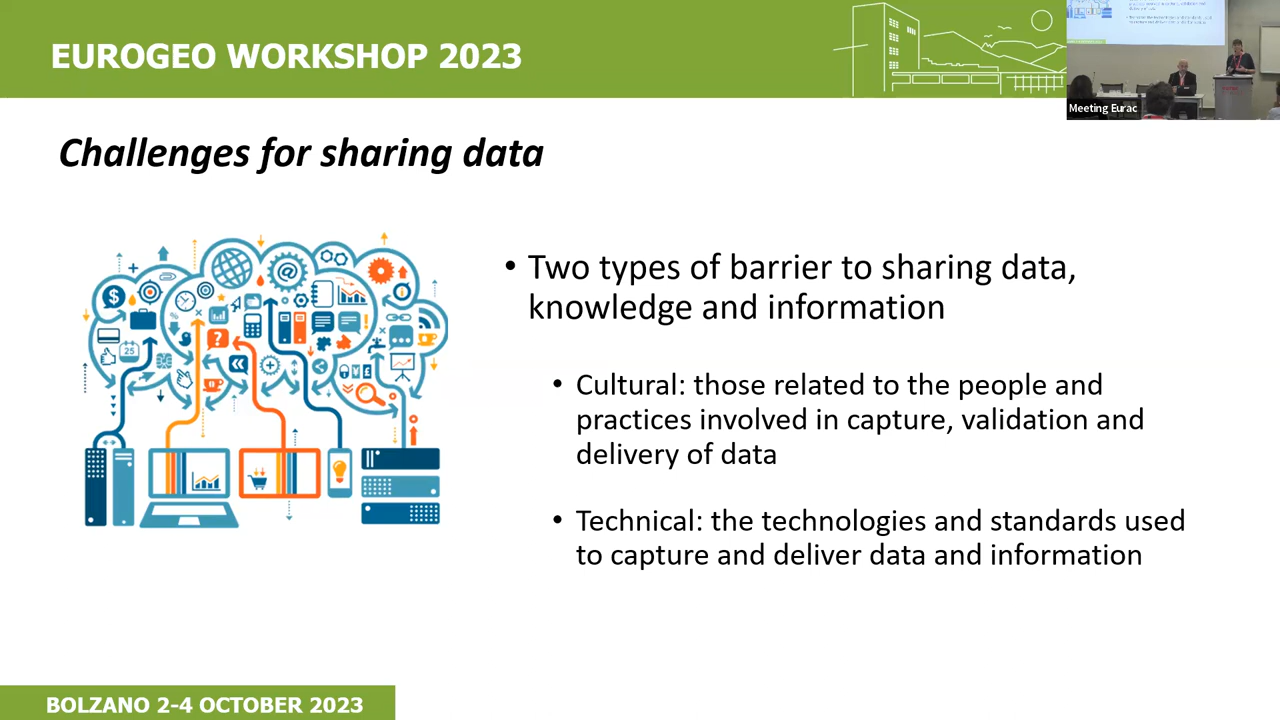 EUROGEO WORKSHOP 2023
Meeting Eurac
Challenges for sharing data
• Two types of barrier to sharing data,
knowledge and information
• Cultural: those related to the people and
practices involved in capture, validation and
delivery of data
• Technical: the technologies and standards used
to capture and deliver data and information
25
BOLZANO 2-4 OCTOBER 2023